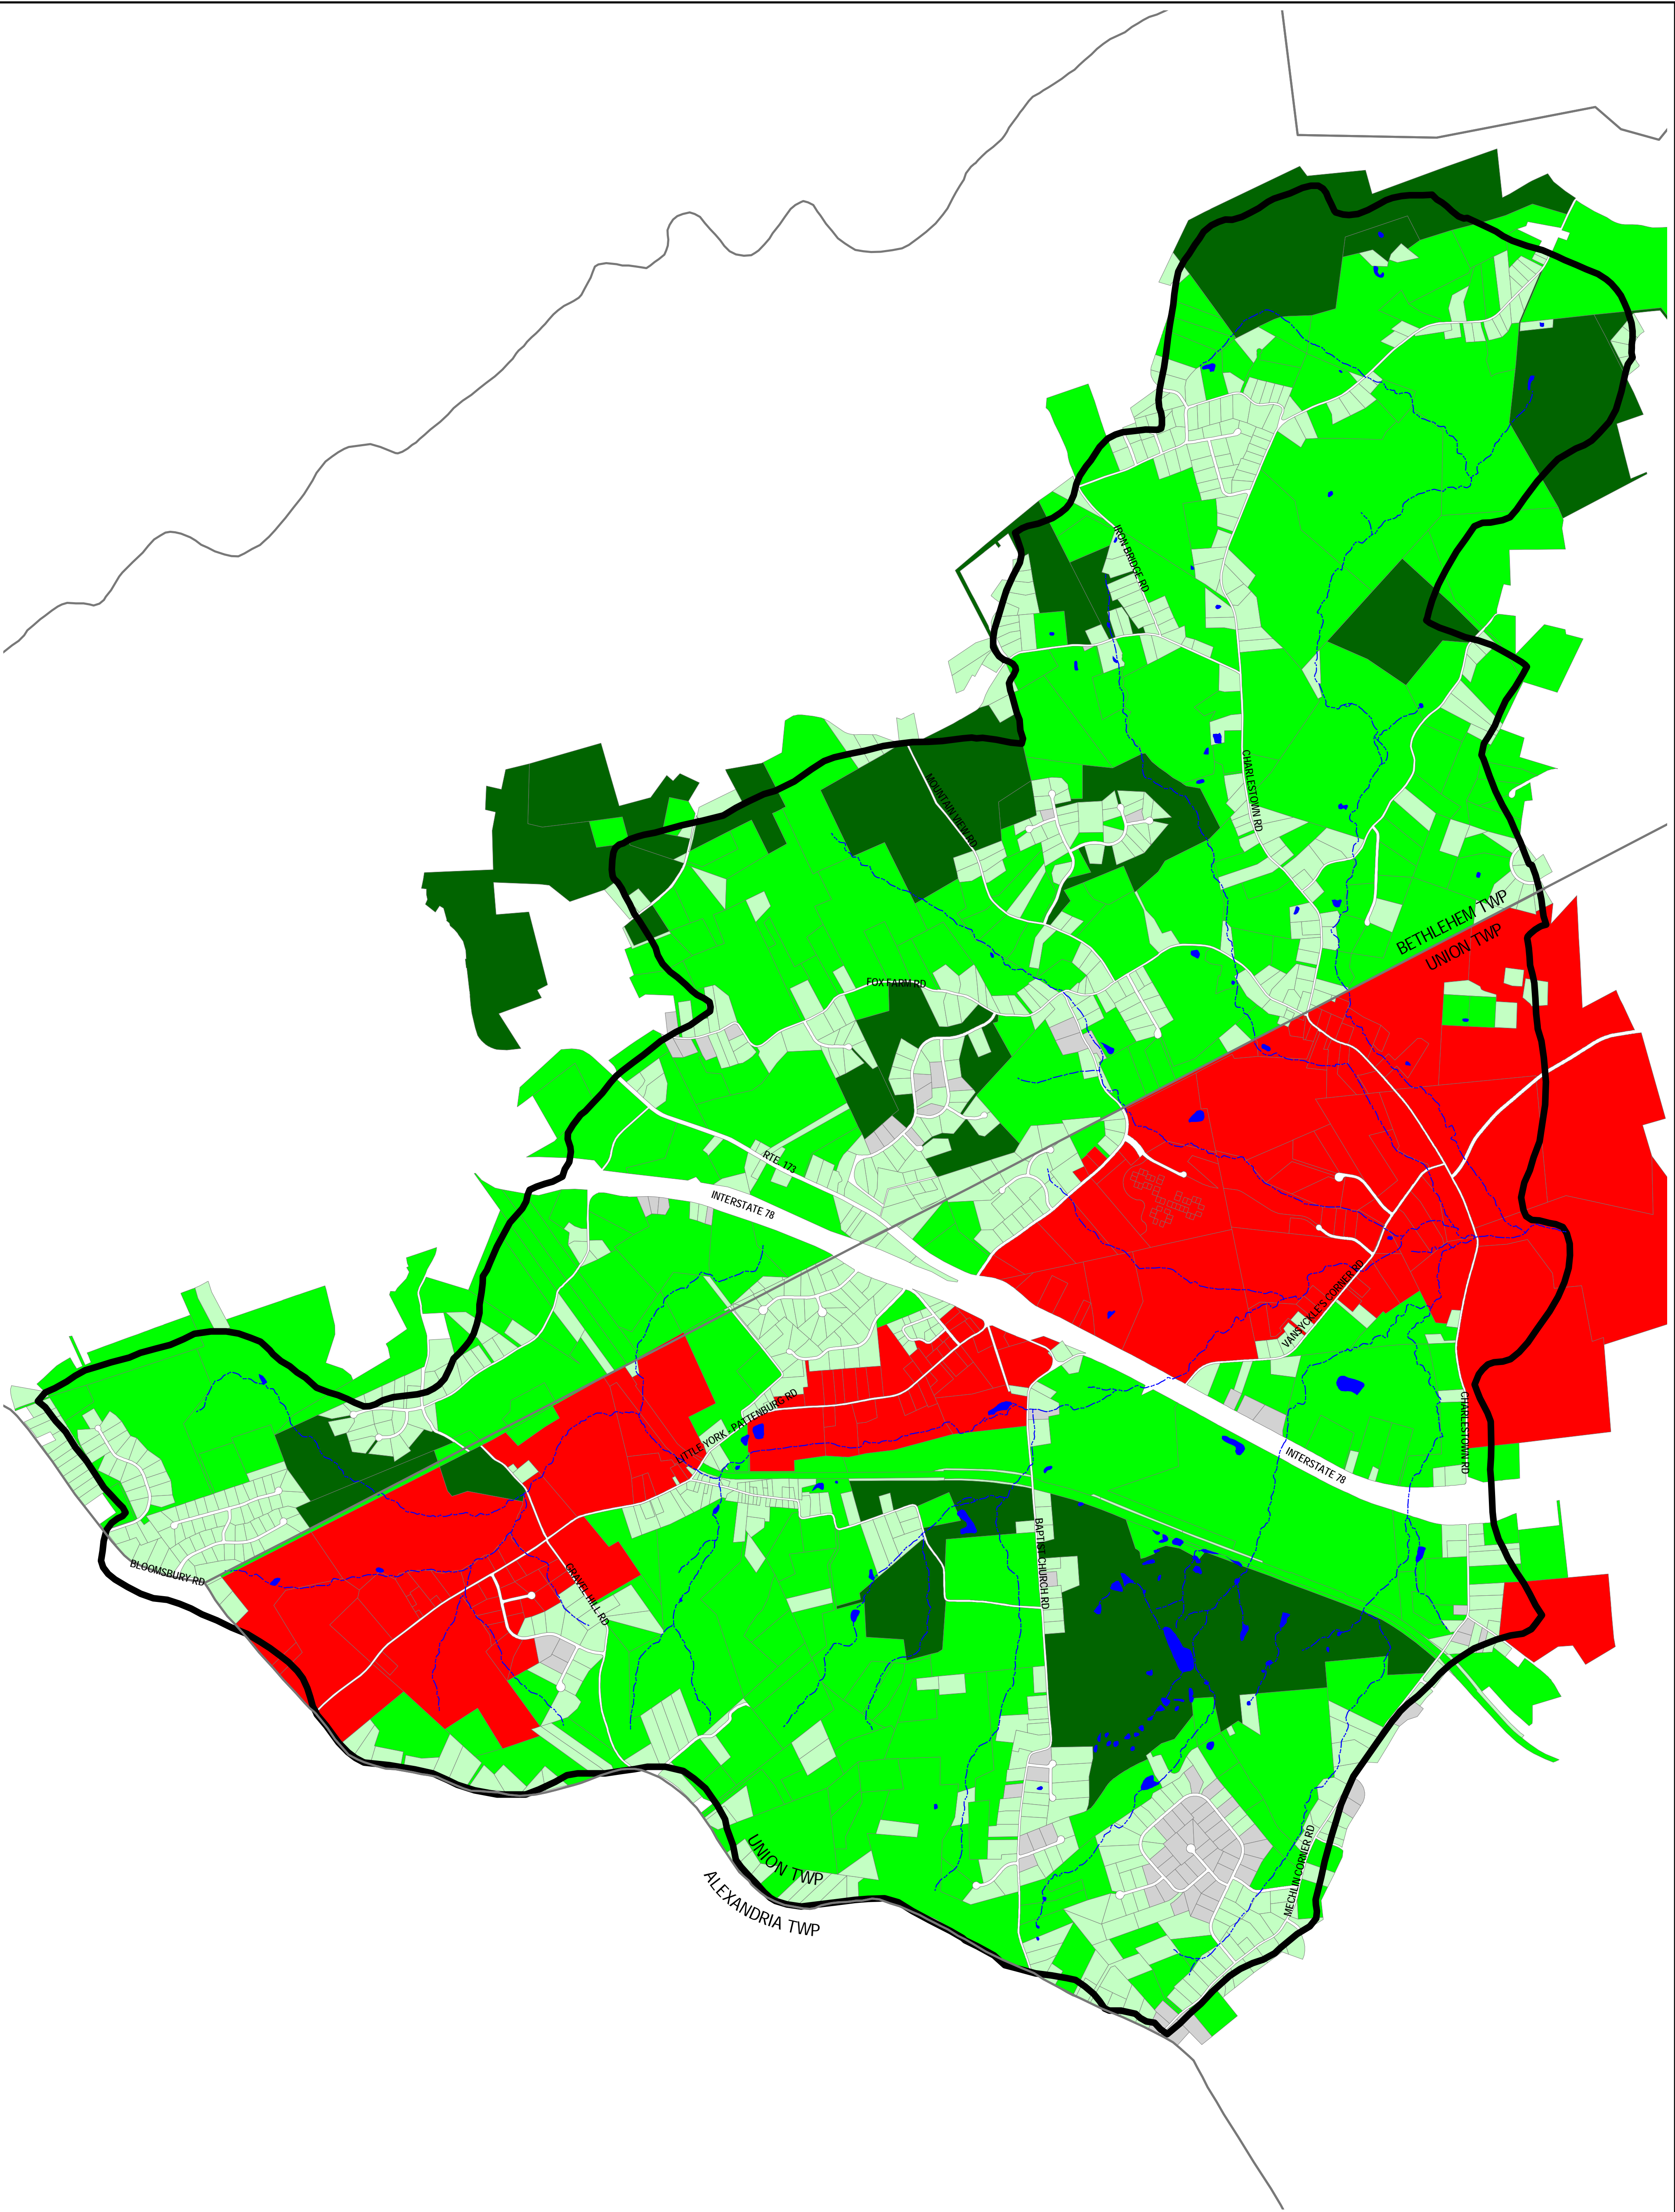 IRON BRIDGE RD
MOUNTAIN VIEW RD
CHARLESTOWN RD
BETHLEHEM TWP
UNION TWP
FOX FARM RD
RTE. 173
INTERSTATE 78
VANSYCKLE'S CORNER RD
LITTLE YORK - PATTENBURG RD
CHARLESTOWN RD
INTERSTATE 78
BAPTIST CHURCH RD
BLOOMSBURY RD
GRAVEL HILL RD
MECHLIN CORNER RD
UNION TWP
ALEXANDRIA TWP